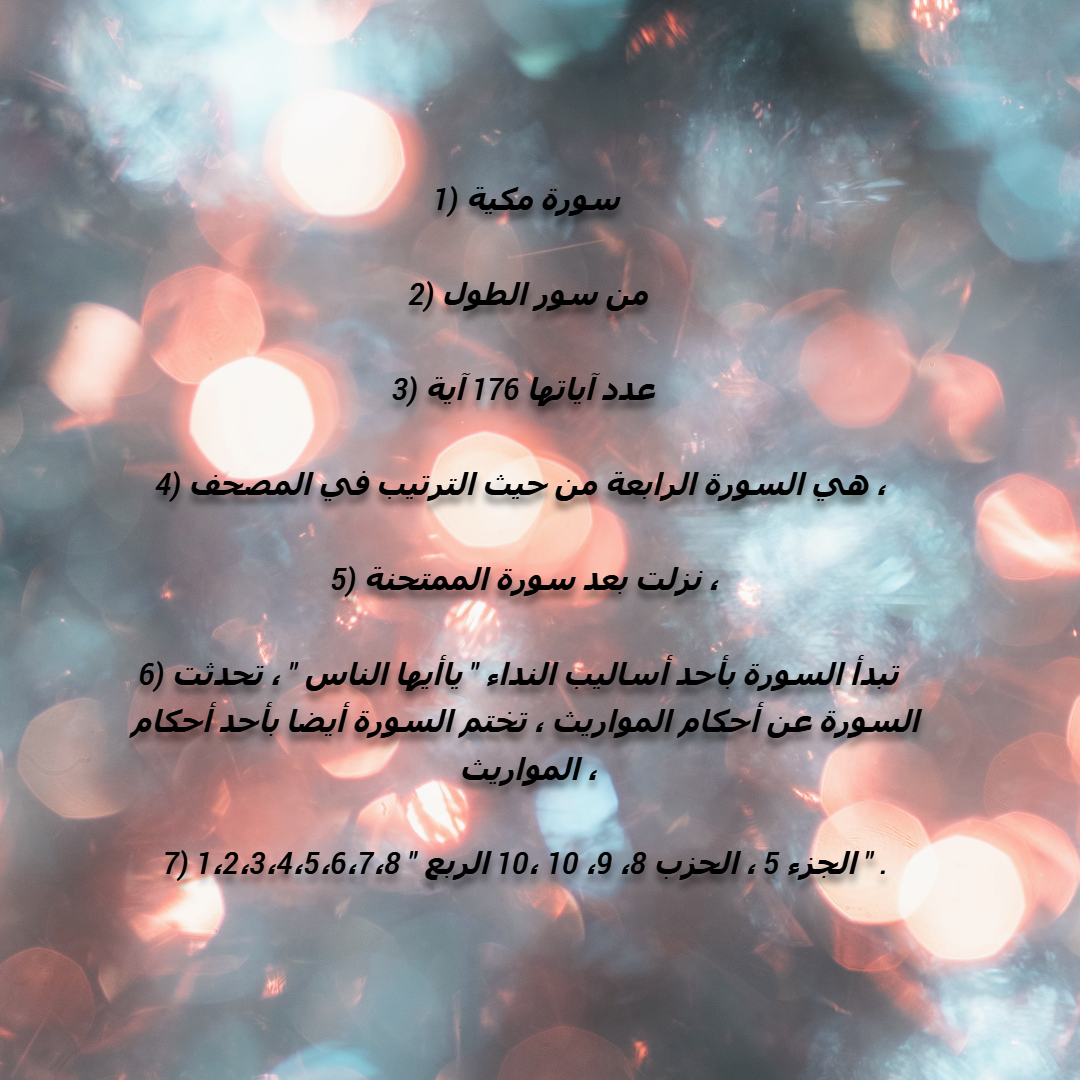 1) سورة مكية
2) من سور الطول
3) عدد آياتها 176 آية
4) هي السورة الرابعة من حيث الترتيب في المصحف ،
5) نزلت بعد سورة الممتحنة ،
6) تبدأ السورة بأحد أساليب النداء " ياأيها الناس " ، تحدثت
السورة عن أحكام المواريث ، تختم السورة أيضا بأحد أحكام
المواريث ،
7) الجزء 5 ، الحزب 8، 9، 10 ،10 الربع " 1،2،3،4،5،6،7،8 " .